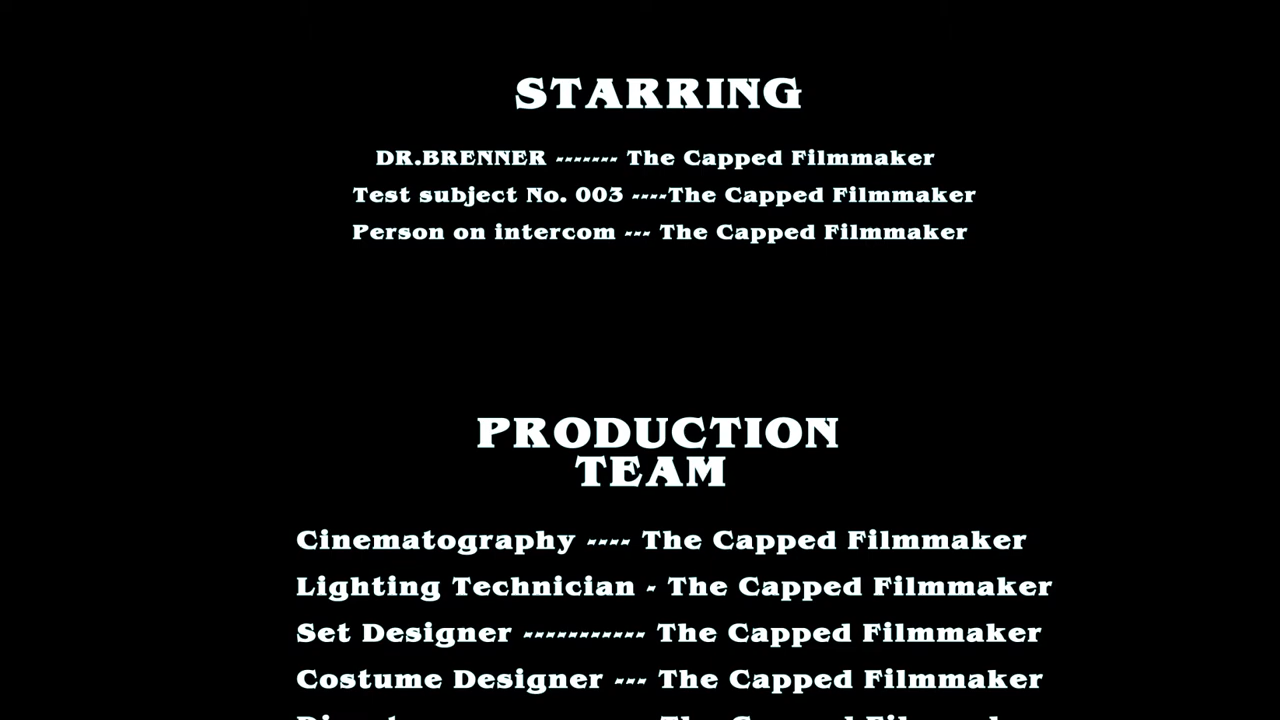 STARRING
DR.BRENNER ------- The Capped Filmmaker
Test subject No. 003 ----The Capped Filmmaker
Person on intercom --- The Capped Filmmaker
PRODUCTION
TEAM
Cinematography ---- The Capped Filmmaker
Lighting Technician - The Capped Filmmaker
Set Designer ----------- The Capped Filmmaker
Costume Designer --- The Capped Filmmaker